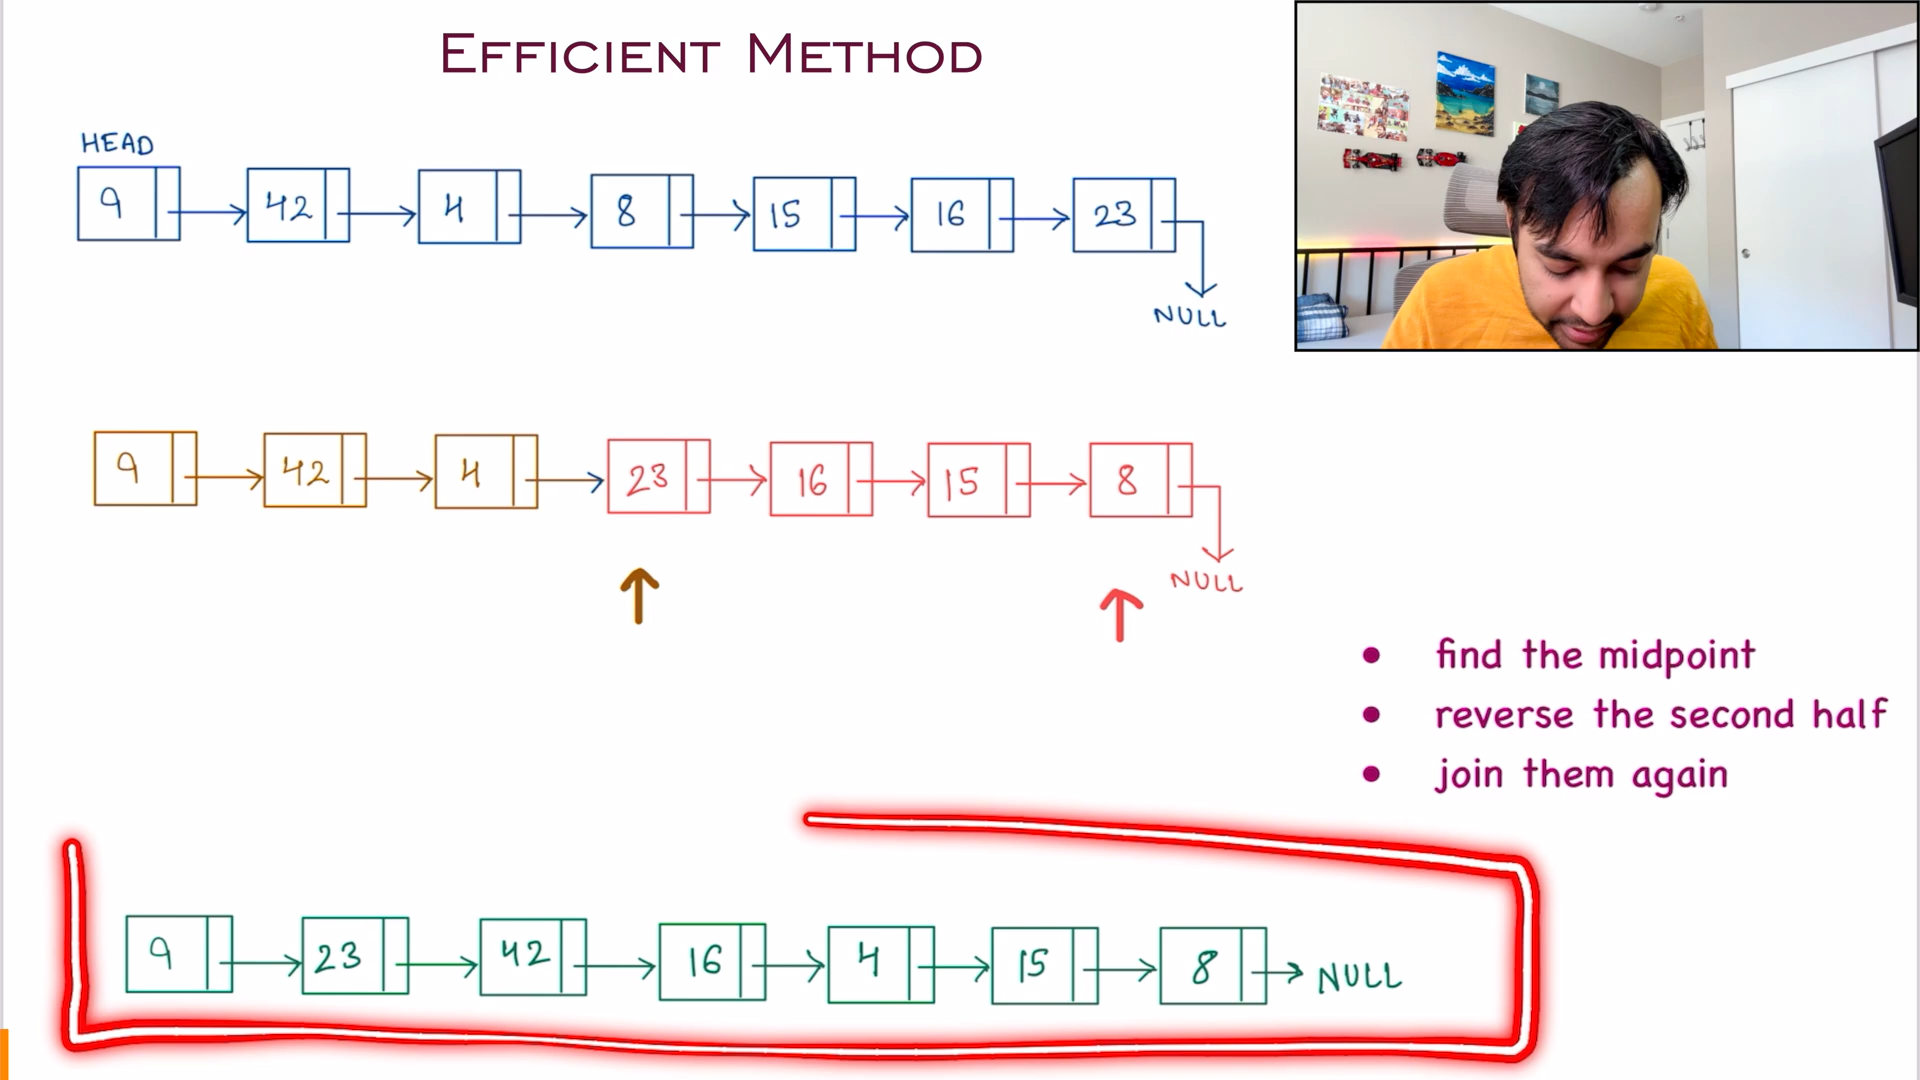 EFFICIENT METHOD
HEAD
9 42 4 8 15 16 23
NULL
9 42 4 23 16 15 8
NULL
• find the midpoint
• reverse the second half
• join them again
9 23 42 16 4 15 8 NULL